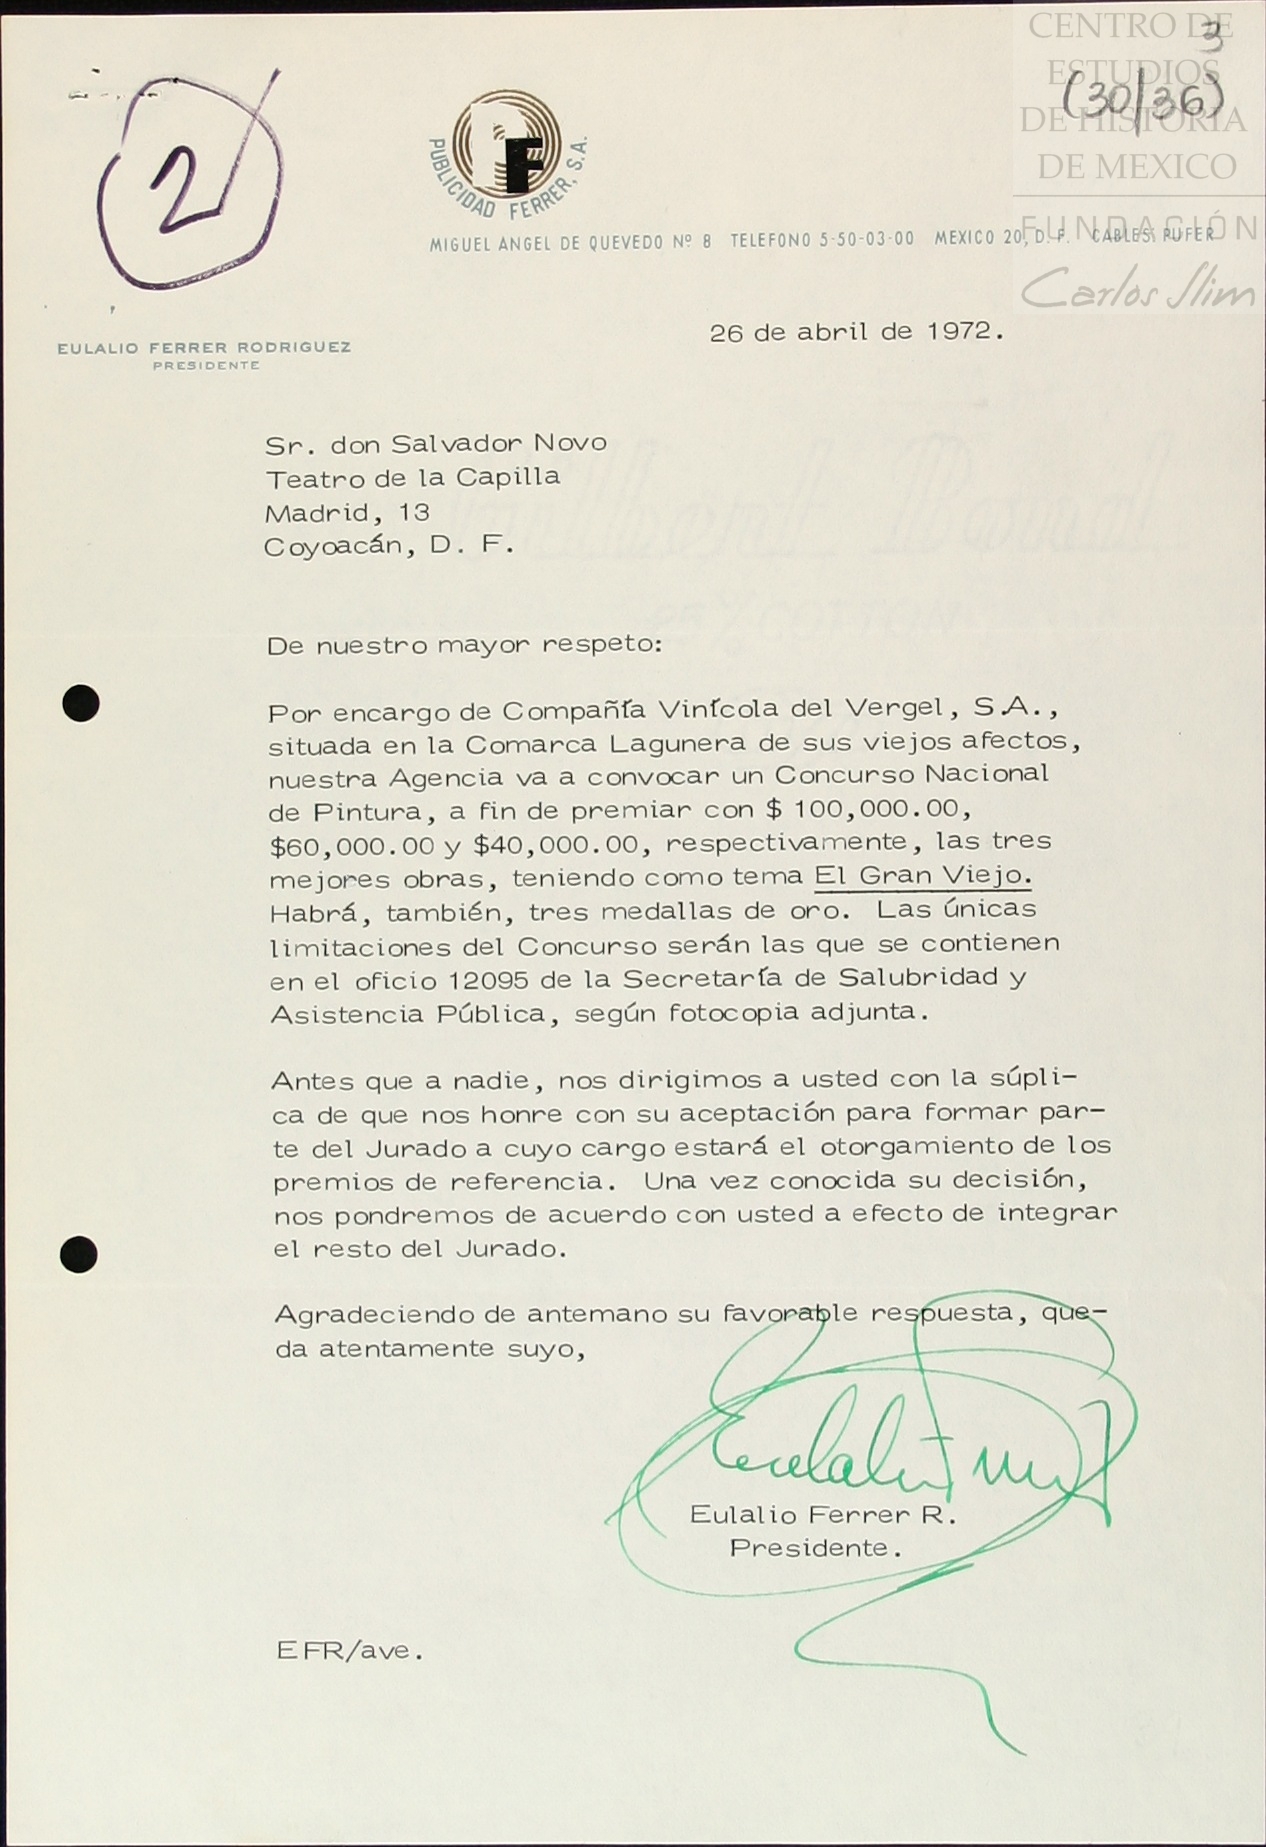 CENTRO DE
ESTUDIOS
DE HISTORIA
DE MEXICO
FUNDACIÓN
Carlos Slim
3
(30/36)
2
PF
PUBLICIDAD FERRER, S.A.
MIGUEL ANGEL DE QUEVEDO Nº 8 TELEFONO 5-50-03-00 MEXICO 20, D. F. CABLES: PUFER
EULALIO FERRER RODRIGUEZ
PRESIDENTE
26 de abril de 1972.
Sr. don Salvador Novo
Teatro de la Capilla
Madrid, 13
Coyoacán, D. F.
De nuestro mayor respeto:
Por encargo de Compañía Vinícola del Vergel, S.A.,
situada en la Comarca Lagunera de sus viejos afectos,
nuestra Agencia va a convocar un Concurso Nacional
de Pintura, a fin de premiar con $ 100,000.00,
$60,000.00 y $40,000.00, respectivamente, las tres
mejores obras, teniendo como tema El Gran Viejo.
Habrá, también, tres medallas de oro. Las únicas
limitaciones del Concurso serán las que se contienen
en el oficio 12095 de la Secretaría de Salubridad y
Asistencia Pública, según fotocopia adjunta.
Antes que a nadie, nos dirigimos a usted con la súpli-
ca de que nos honre con su aceptación para formar par-
te del Jurado a cuyo cargo estará el otorgamiento de los
premios de referencia. Una vez conocida su decisión,
nos pondremos de acuerdo con usted a efecto de integrar
el resto del Jurado.
Agradeciendo de antemano su favorable respuesta, que-
da atentamente suyo,
Eulalio Ferrer R.
Presidente.
EFR/ave.